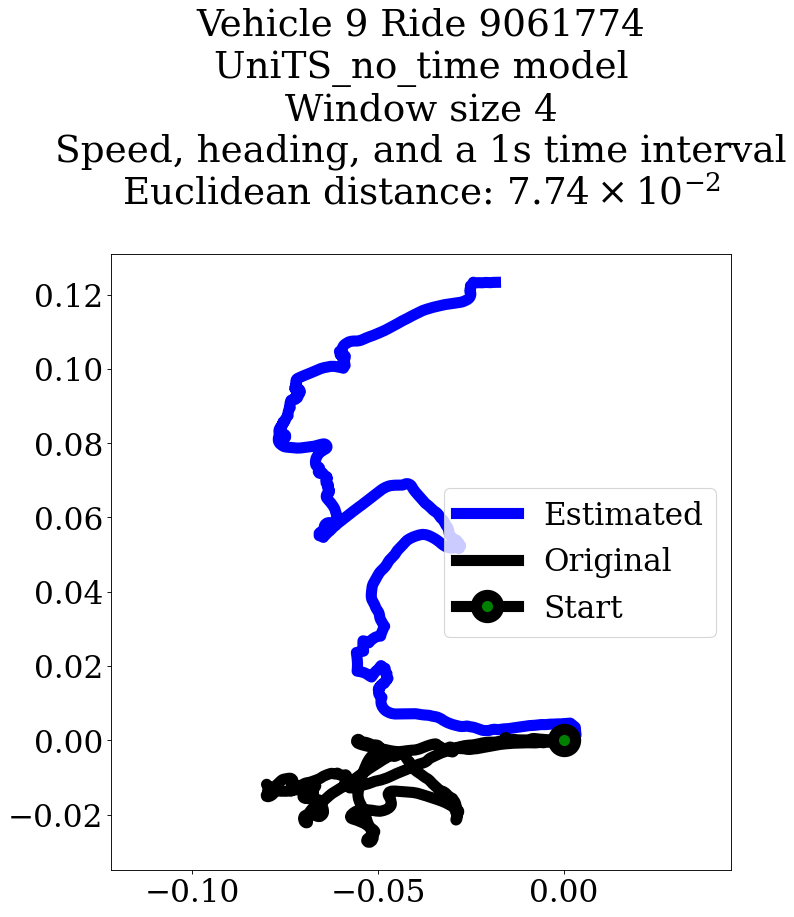 Vehicle 9 Ride 9061774
UniTS_no_time model
Window size 4
Speed, heading, and a 1s time interval
Euclidean distance: 7.74 × 10⁻²
0.12
0.10
0.08
0.06
0.04
0.02
0.00
−0.02
Estimated
Original
Start
−0.10
−0.05
0.00